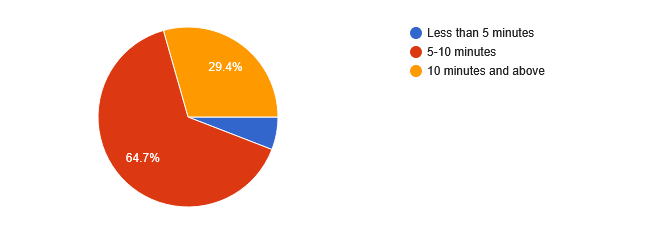 Less than 5 minutes
5-10 minutes
10 minutes and above
29.4%
64.7%